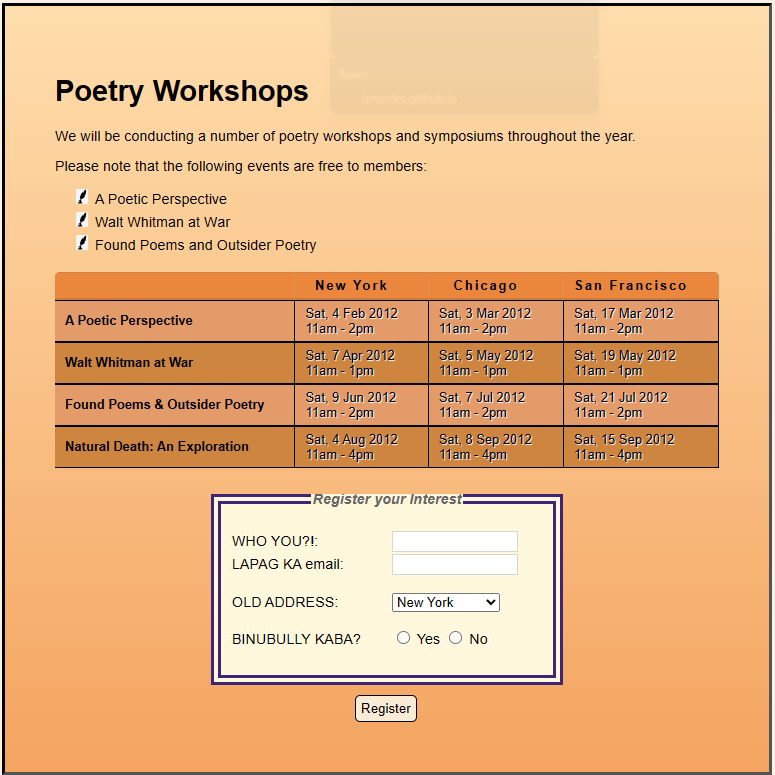 Boxes
lenardrs.github.io
Poetry Workshops
We will be conducting a number of poetry workshops and symposiums throughout the year.
Please note that the following events are free to members:
A Poetic Perspective
Walt Whitman at War
Found Poems and Outsider Poetry
New York Chicago San Francisco
A Poetic Perspective
Sat, 4 Feb 2012 Sat, 3 Mar 2012 Sat, 17 Mar 2012
11am - 2pm 11am - 2pm 11am - 2pm
Walt Whitman at War
Sat, 7 Apr 2012 Sat, 5 May 2012 Sat, 19 May 2012
11am - 1pm 11am - 1pm 11am - 1pm
Found Poems & Outsider Poetry
Sat, 9 Jun 2012 Sat, 7 Jul 2012 Sat, 21 Jul 2012
11am - 2pm 11am - 2pm 11am - 2pm
Natural Death: An Exploration
Sat, 4 Aug 2012 Sat, 8 Sep 2012 Sat, 15 Sep 2012
11am - 4pm 11am - 4pm 11am - 4pm
Register your Interest
WHO YOU?!:
LAPAG KA email:
OLD ADDRESS: New York
BINUBULLY KABA? Yes No
Register